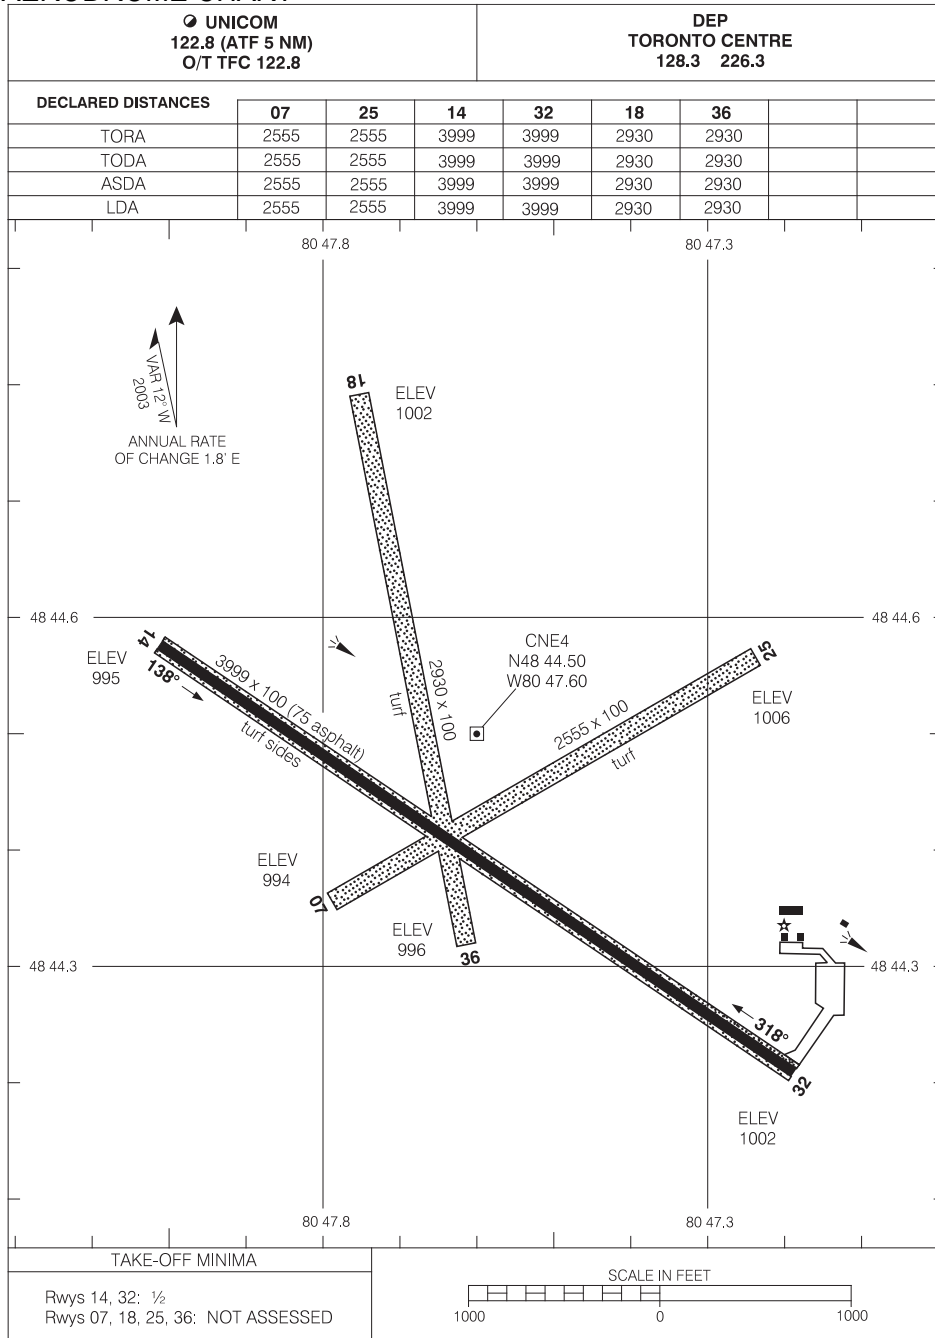 UNICOM
122.8 (ATF 5 NM)
O/T TFC 122.8
DEP
TORONTO CENTRE
128.3 226.3
DECLARED DISTANCES 07 25 14 32 18 36
TORA 2555 2555 3999 3999 2930 2930
TODA 2555 2555 3999 3999 2930 2930
ASDA 2555 2555 3999 3999 2930 2930
LDA 2555 2555 3999 3999 2930 2930
80 47.8 80 47.3
VAR 12° W
2003
ANNUAL RATE
OF CHANGE 1.8' E
18
ELEV
1002
48 44.6 48 44.6
14
ELEV
995
138°
3999 x 100 (75 asphalt)
turf sides
2930 x 100
turf
CNE4
N48 44.50
W80 47.60
25
ELEV
1006
2555 x 100
turf
ELEV
994
07
ELEV
996
36
48 44.3 48 44.3
318°
32
ELEV
1002
80 47.8 80 47.3
TAKE-OFF MINIMA
Rwys 14, 32: ½
Rwys 07, 18, 25, 36: NOT ASSESSED
SCALE IN FEET
1000 0 1000